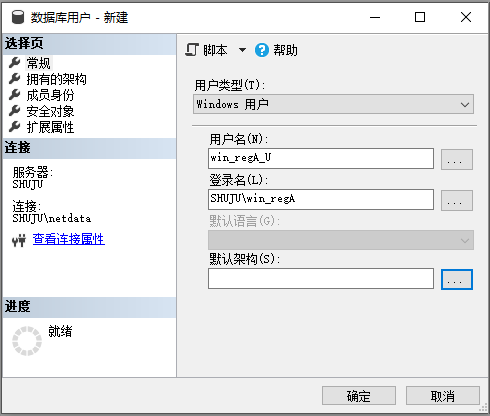 数据库用户 - 新建
选择页
常规
拥有的架构
成员身份
安全对象
扩展属性
连接
服务器:
SHUJU
连接:
SHUJU\netdata
查看连接属性
进度
就绪
脚本 帮助
用户类型(T):
Windows 用户
用户名(N):
win_regA_U
...
登录名(L):
SHUJU\win_regA
...
默认语言(G):
默认架构(S):
...
确定 取消